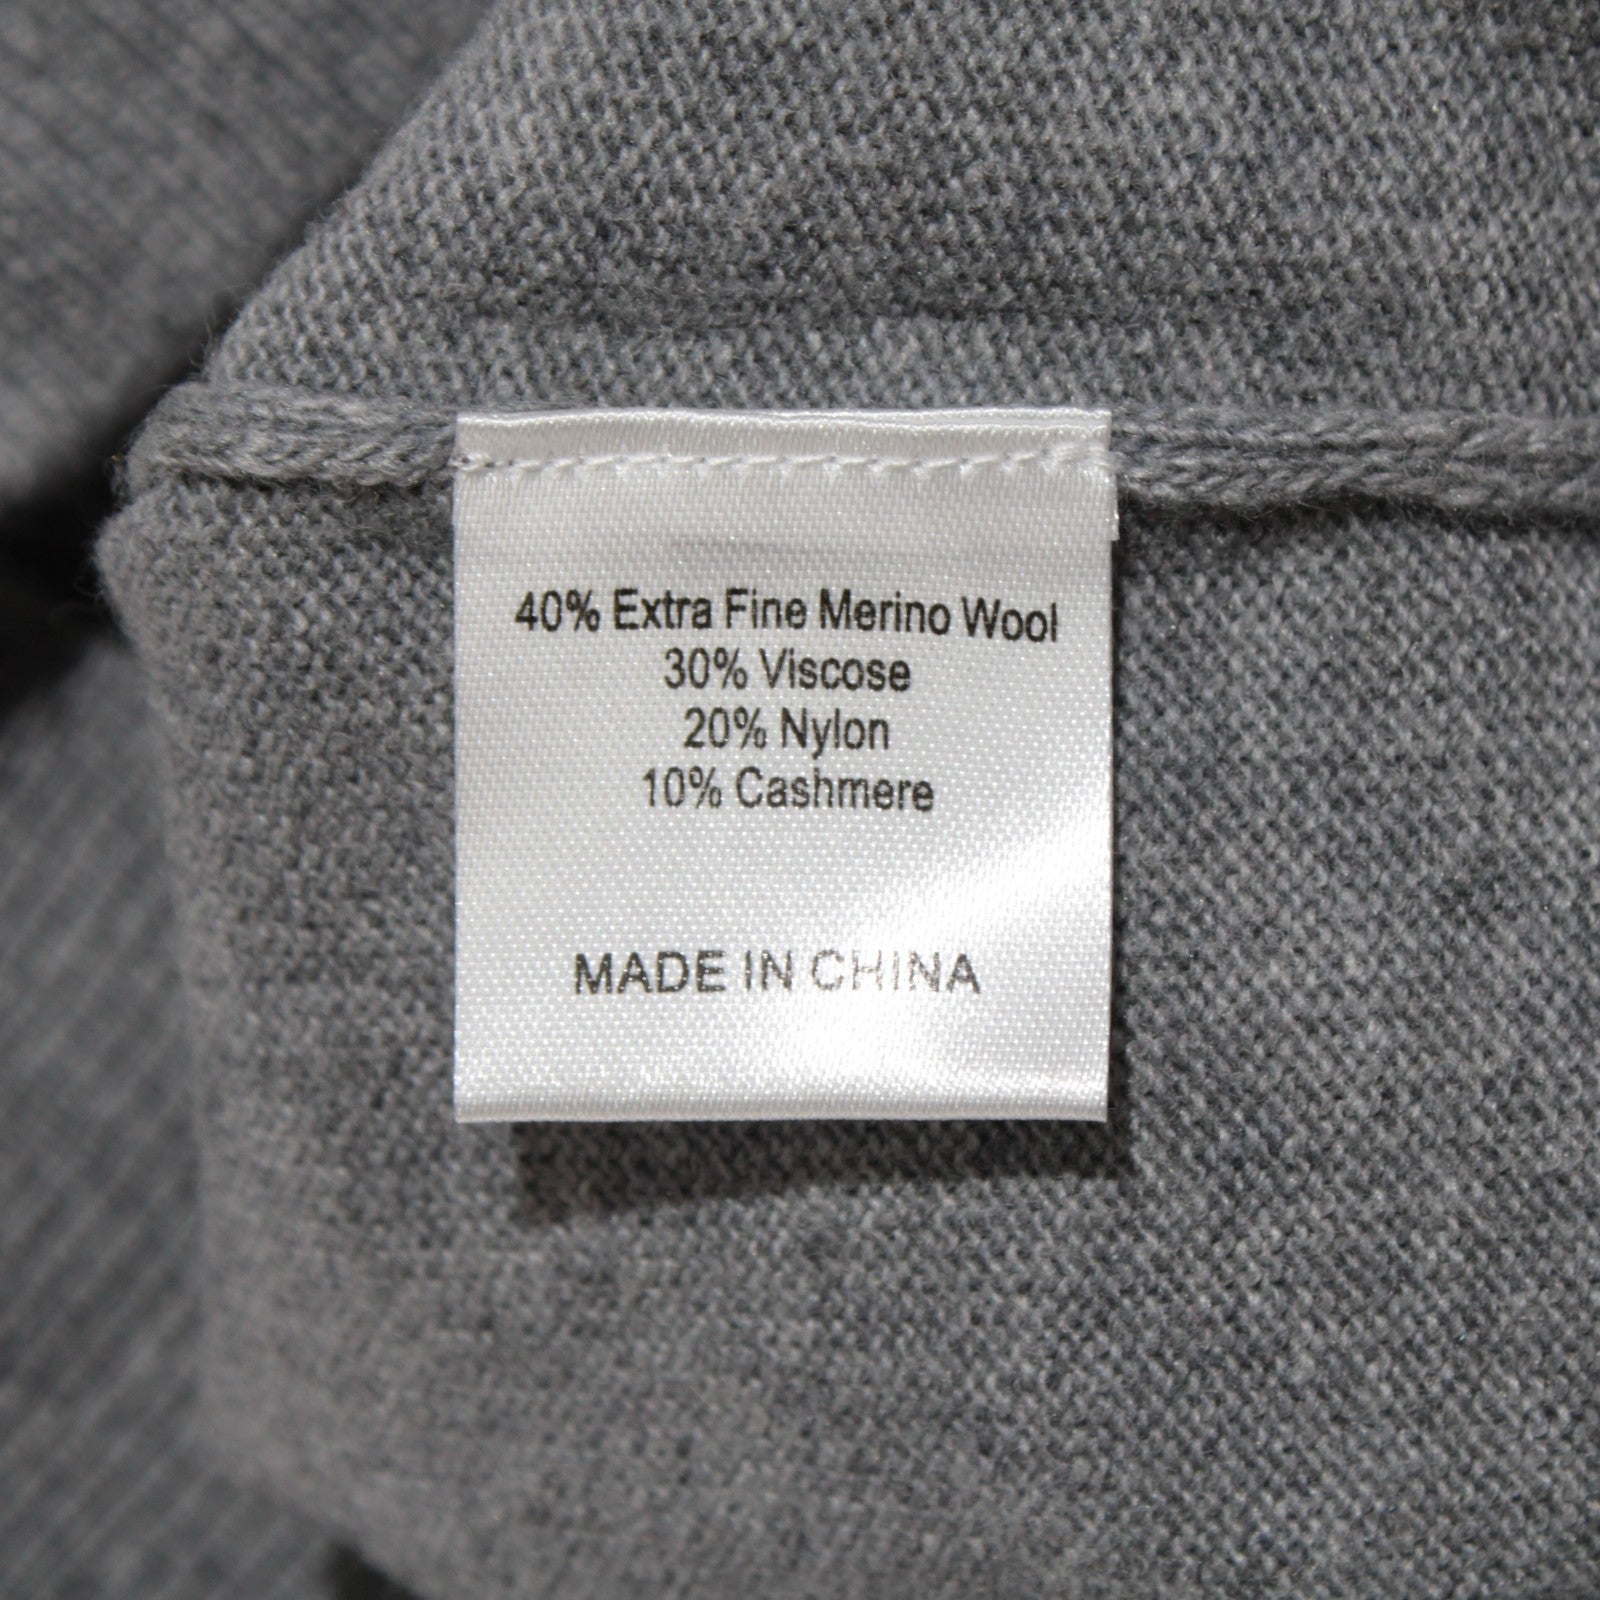 40% Extra Fine Merino Wool
30% Viscose
20% Nylon
10% Cashmere
MADE IN CHINA